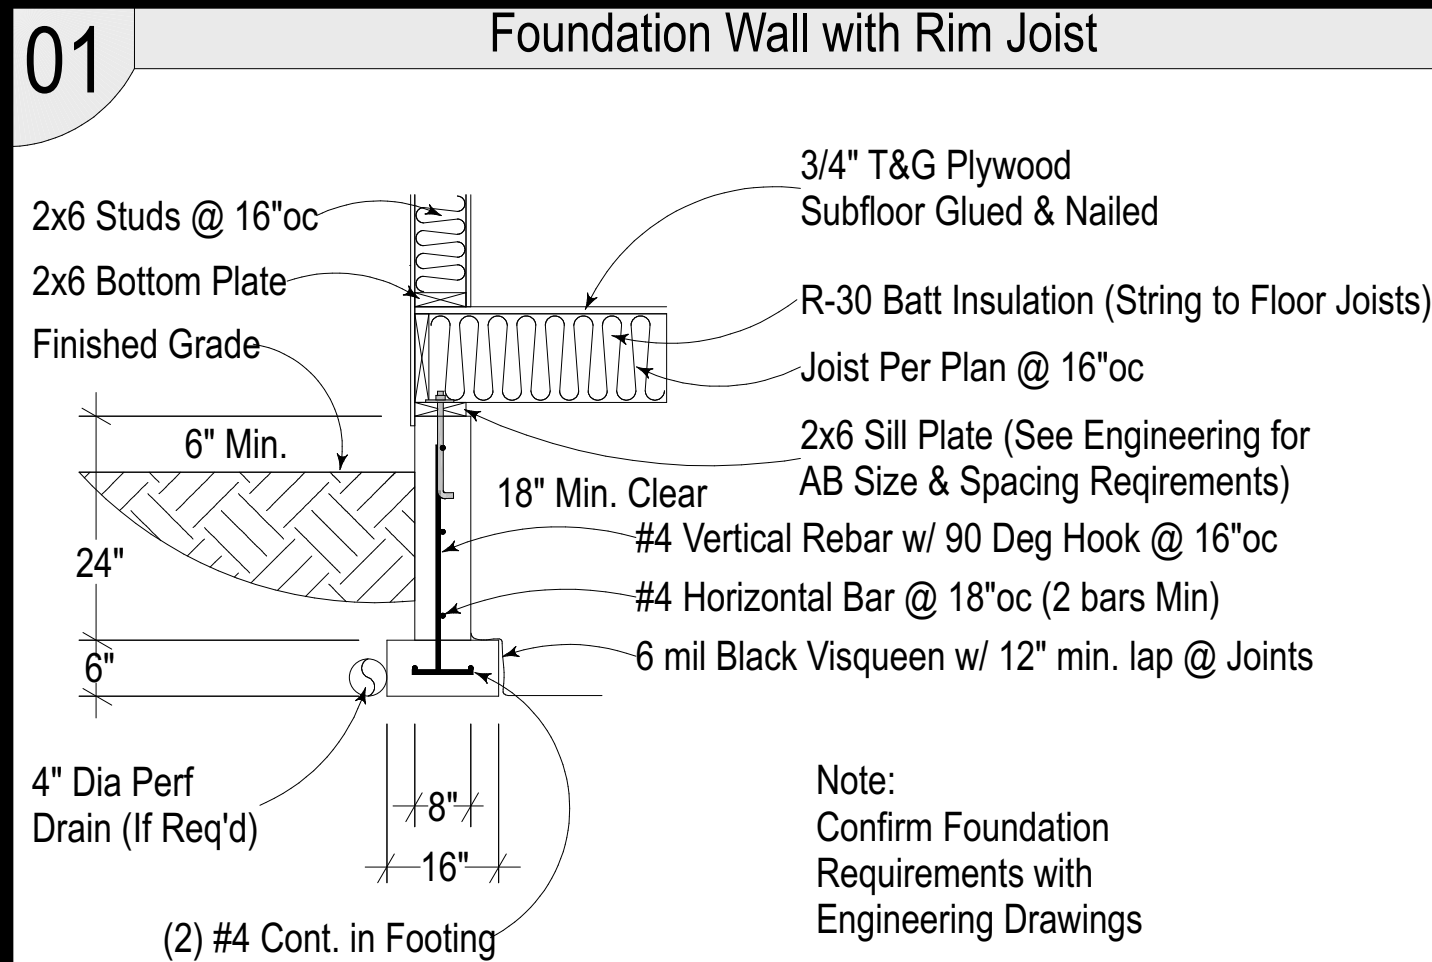 01
Foundation Wall with Rim Joist
2x6 Studs @ 16"oc
2x6 Bottom Plate
Finished Grade
6" Min.
24"
6"
4" Dia Perf
Drain (If Req'd)
8"
16"
(2) #4 Cont. in Footing
3/4" T&G Plywood
Subfloor Glued & Nailed
R-30 Batt Insulation (String to Floor Joists)
Joist Per Plan @ 16"oc
2x6 Sill Plate (See Engineering for
AB Size & Spacing Reqirements)
18" Min. Clear
#4 Vertical Rebar w/ 90 Deg Hook @ 16"oc
#4 Horizontal Bar @ 18"oc (2 bars Min)
6 mil Black Visqueen w/ 12" min. lap @ Joints
Note:
Confirm Foundation
Requirements with
Engineering Drawings